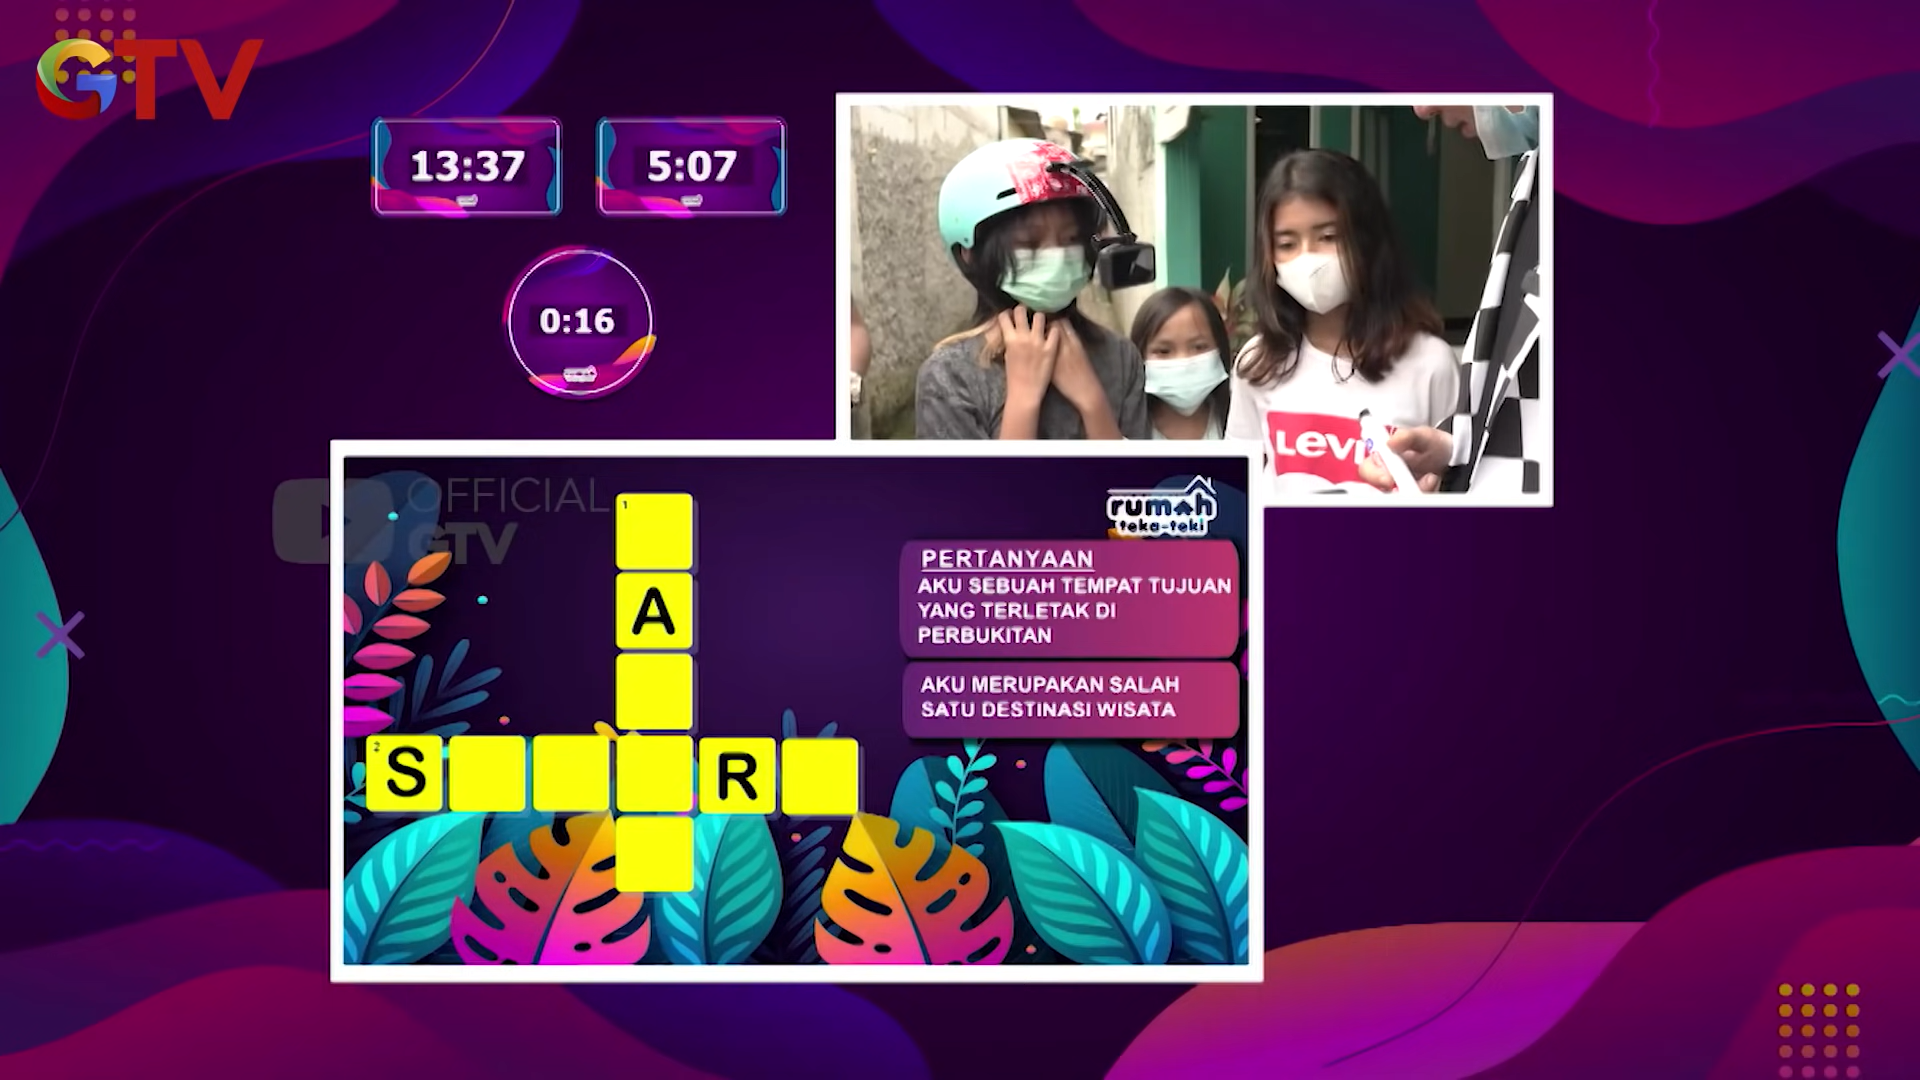 GTV
13:37
5:07
0:16
LEVI
OFFICIAL
GTV
rumah
teka-teki
1
A
2
S
R
PERTANYAAN
AKU SEBUAH TEMPAT TUJUAN
YANG TERLETAK DI
PERBUKITAN
AKU MERUPAKAN SALAH
SATU DESTINASI WISATA